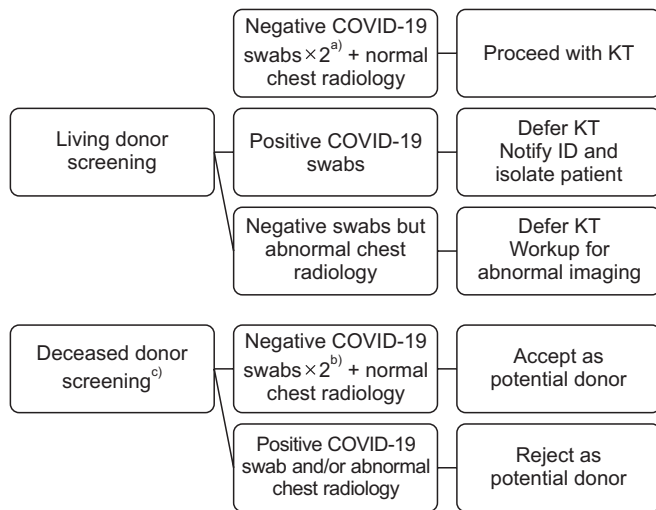 Negative COVID-19
swabs×2a) + normal
chest radiology
Proceed with KT
Living donor
screening
Positive COVID-19
swabs
Defer KT
Notify ID and
isolate patient
Negative swabs but
abnormal chest
radiology
Defer KT
Workup for
abnormal imaging
Deceased donor
screeningc)
Negative COVID-19
swabs×2b) + normal
chest radiology
Accept as
potential donor
Positive COVID-19
swab and/or abnormal
chest radiology
Reject as
potential donor